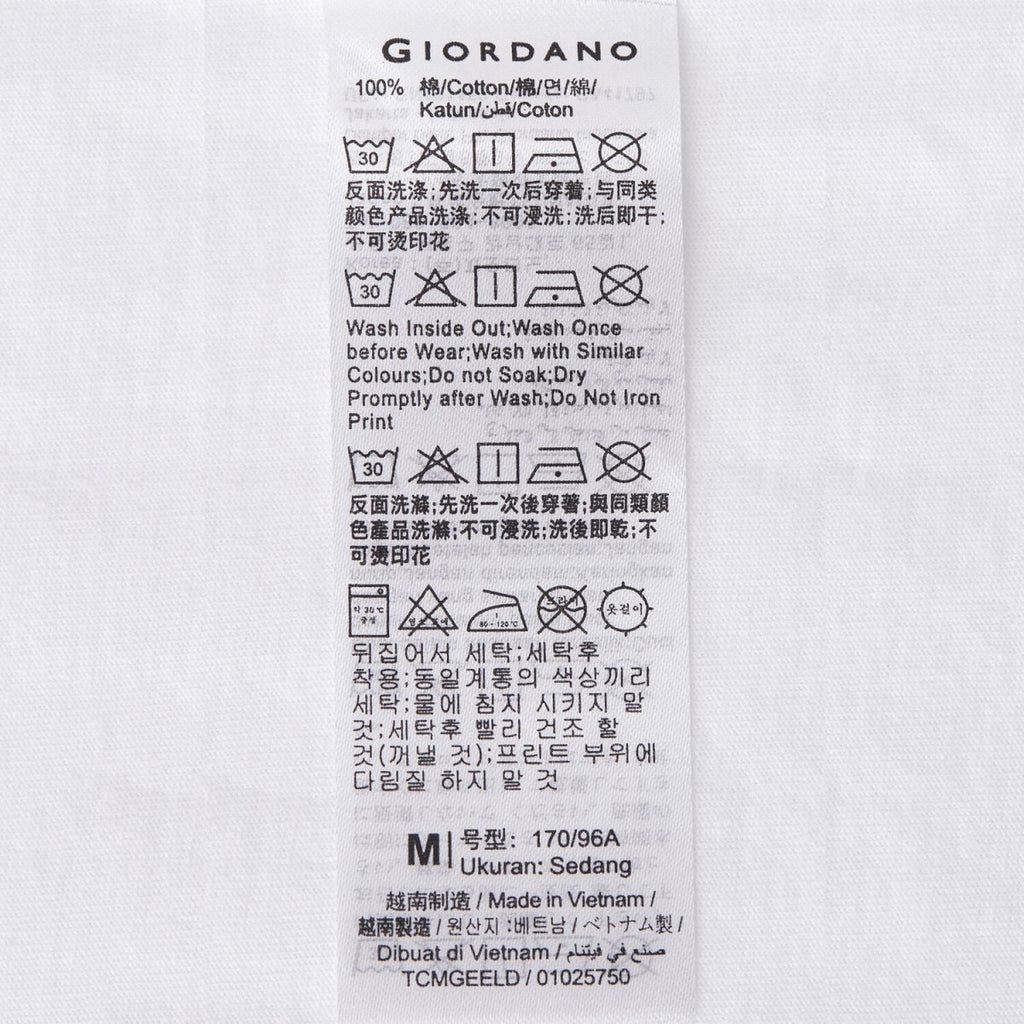 GIORDANO
100% 棉/Cotton/棉/면/綿/
Katun/قطن/Coton
30
反面洗涤;先洗一次后穿着;与同类
颜色产品洗涤;不可浸洗;洗后即干;
不可烫印花
30
Wash Inside Out;Wash Once
before Wear;Wash with Similar
Colours;Do not Soak;Dry
Promptly after Wash;Do Not Iron
Print
30
反面洗滌;先洗一次後穿著;與同類顏
色產品洗滌;不可浸洗;洗後即乾;不
可燙印花
약 30℃ 80~120℃ 드라이 옷걸이
중성
뒤집어서 세탁;세탁후
착용;동일계통의 색상끼리
세탁;물에 침지 시키지 말
것;세탁후 빨리 건조 할
것(꺼낼 것);프린트 부위에
다림질 하지 말 것
M 号型: 170/96A
Ukuran: Sedang
越南制造 / Made in Vietnam /
越南製造 / 원산지 :베트남 / ベトナム製 /
Dibuat di Vietnam / صنع في فيتنام
TCMGEELD / 01025750